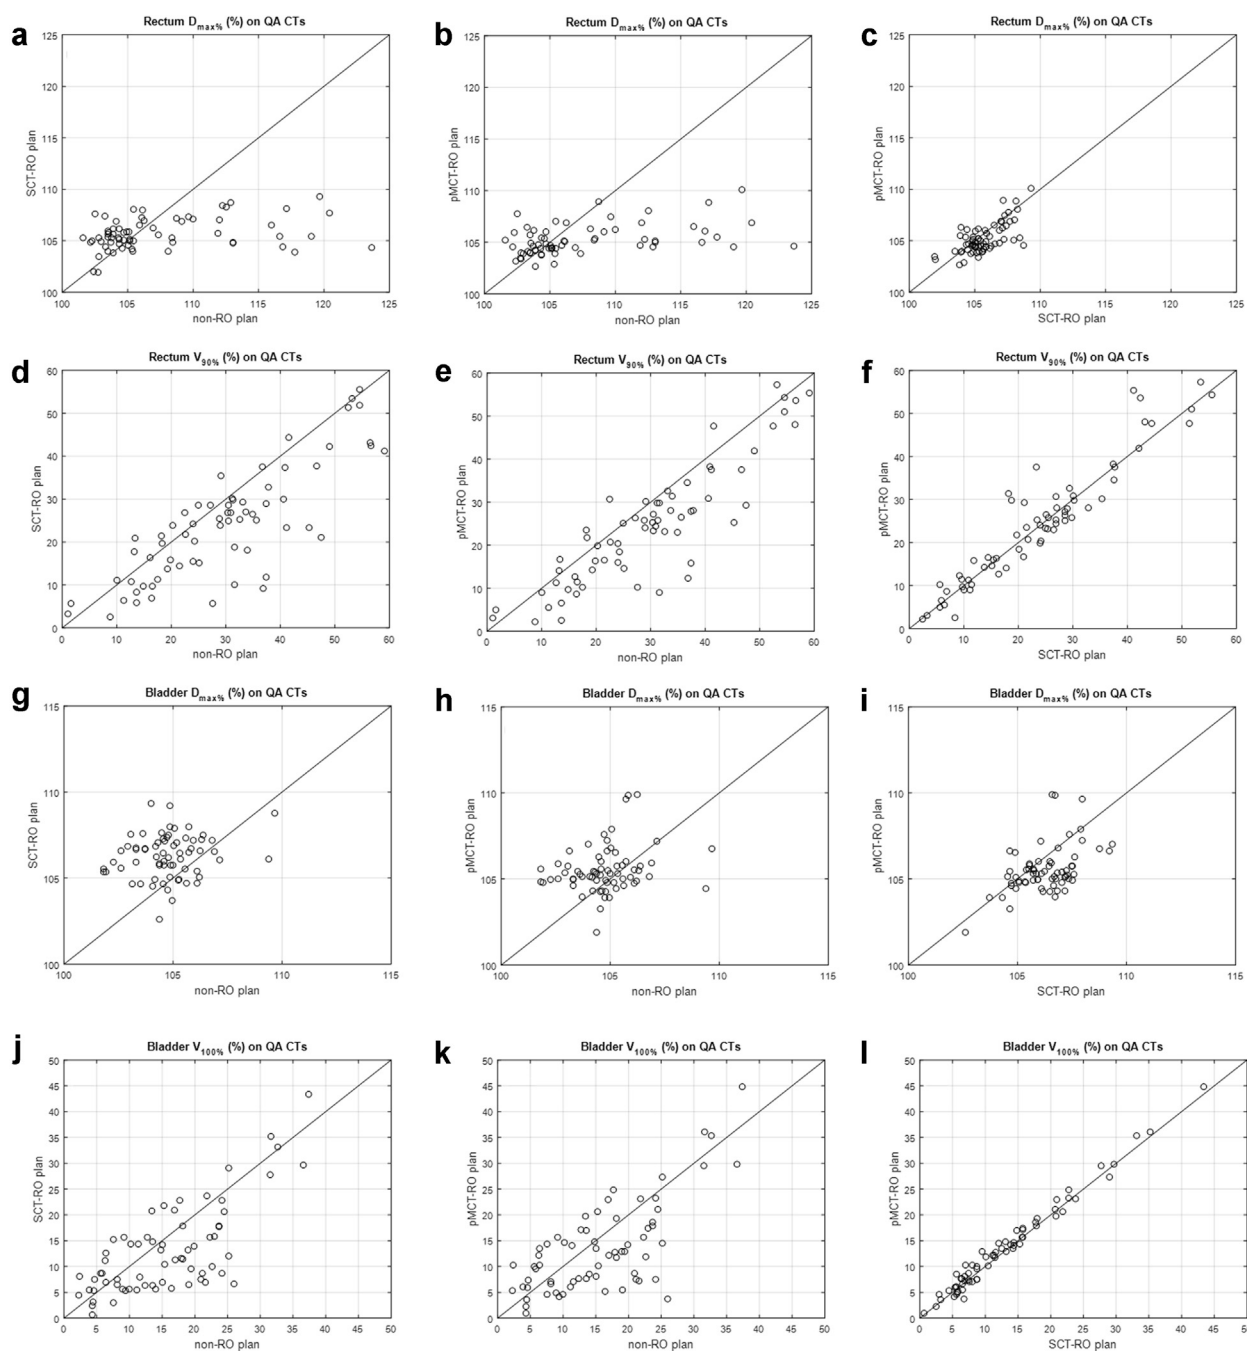 a
Rectum Dmax% (%) on QA CTs
125
120
115
110
105
100
SCT-RO plan
100 105 110 115 120 125
non-RO plan
b
Rectum Dmax% (%) on QA CTs
125
120
115
110
105
100
pMCT-RO plan
100 105 110 115 120 125
non-RO plan
c
Rectum Dmax% (%) on QA CTs
125
120
115
110
105
100
pMCT-RO plan
100 105 110 115 120 125
SCT-RO plan
d
Rectum V90% (%) on QA CTs
60
50
40
30
20
10
0
SCT-RO plan
0 10 20 30 40 50 60
non-RO plan
e
Rectum V90% (%) on QA CTs
60
50
40
30
20
10
0
pMCT-RO plan
0 10 20 30 40 50 60
non-RO plan
f
Rectum V90% (%) on QA CTs
60
50
40
30
20
10
0
pMCT-RO plan
0 10 20 30 40 50 60
SCT-RO plan
g
Bladder Dmax% (%) on QA CTs
115
110
105
100
SCT-RO plan
100 105 110 115
non-RO plan
h
Bladder Dmax% (%) on QA CTs
115
110
105
100
pMCT-RO plan
100 105 110 115
non-RO plan
i
Bladder Dmax% (%) on QA CTs
115
110
105
100
pMCT-RO plan
100 105 110 115
SCT-RO plan
j
Bladder V100% (%) on QA CTs
50
45
40
35
30
25
20
15
10
5
0
SCT-RO plan
0 5 10 15 20 25 30 35 40 45 50
non-RO plan
k
Bladder V100% (%) on QA CTs
50
45
40
35
30
25
20
15
10
5
0
pMCT-RO plan
0 5 10 15 20 25 30 35 40 45 50
non-RO plan
l
Bladder V100% (%) on QA CTs
50
45
40
35
30
25
20
15
10
5
0
pMCT-RO plan
0 5 10 15 20 25 30 35 40 45 50
SCT-RO plan